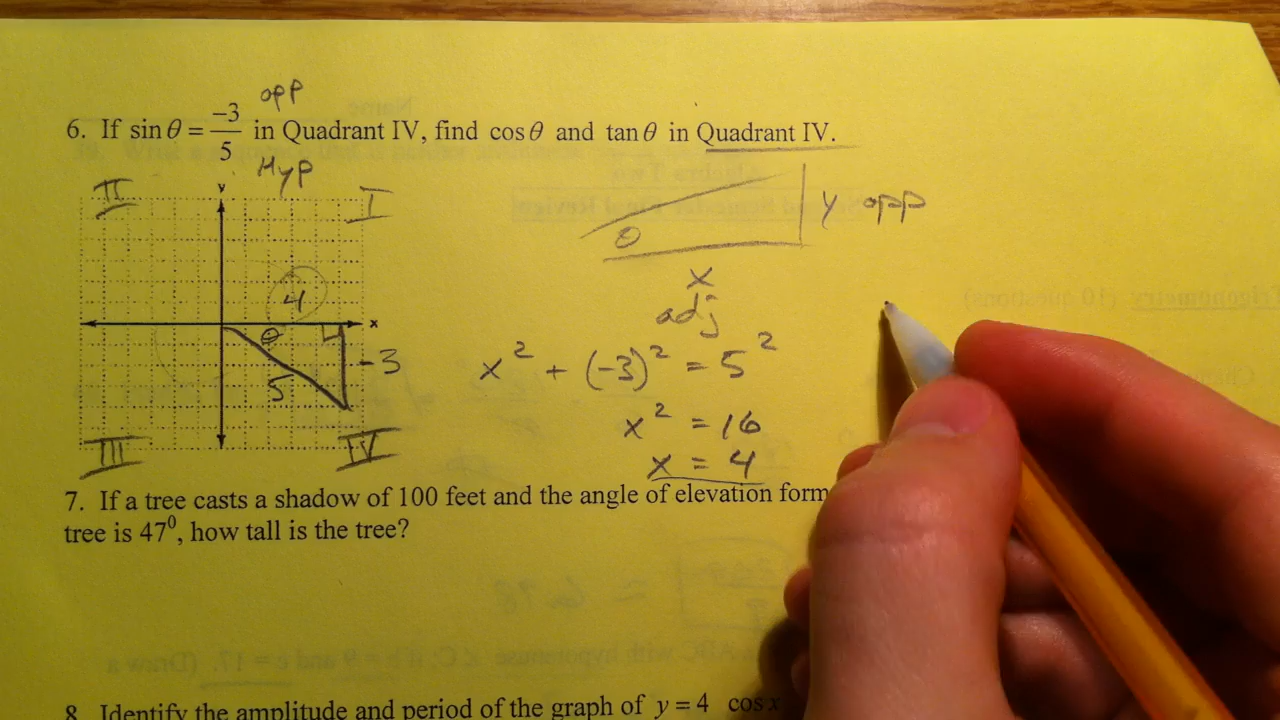 opp
6. If sin θ = -3/5 in Quadrant IV, find cos θ and tan θ in Quadrant IV.
Hyp
II
y
I
θ
y opp
x
adj
4
x
θ
-3
5
x² + (-3)² = 5²
x² = 16
x = 4
III
IV
7. If a tree casts a shadow of 100 feet and the angle of elevation form
tree is 47⁰, how tall is the tree?
8. Identify the amplitude and period of the graph of y = 4 cos x